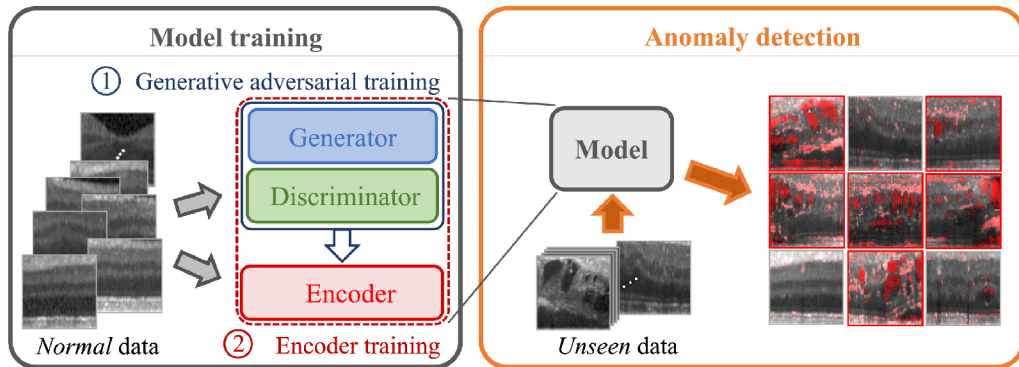 Model training
① Generative adversarial training
Generator
Discriminator
Encoder
② Encoder training
Normal data
Anomaly detection
Model
Unseen data